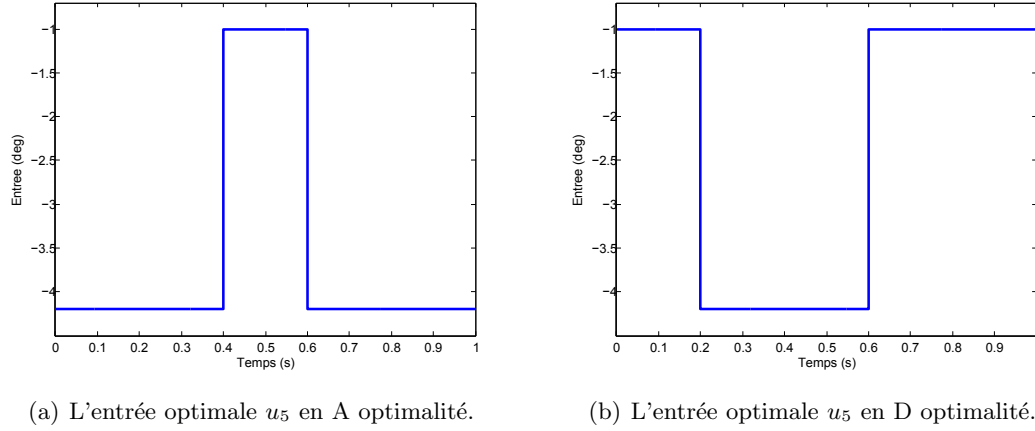 −1
−1.5
−2
−2.5
−3
−3.5
−4
Entree (deg)
0 0.1 0.2 0.3 0.4 0.5 0.6 0.7 0.8 0.9 1
Temps (s)
(a) L'entrée optimale u5 en A optimalité.
−1
−1.5
−2
−2.5
−3
−3.5
−4
Entree (deg)
0 0.1 0.2 0.3 0.4 0.5 0.6 0.7 0.8 0.9
Temps (s)
(b) L'entrée optimale u5 en D optimalité.